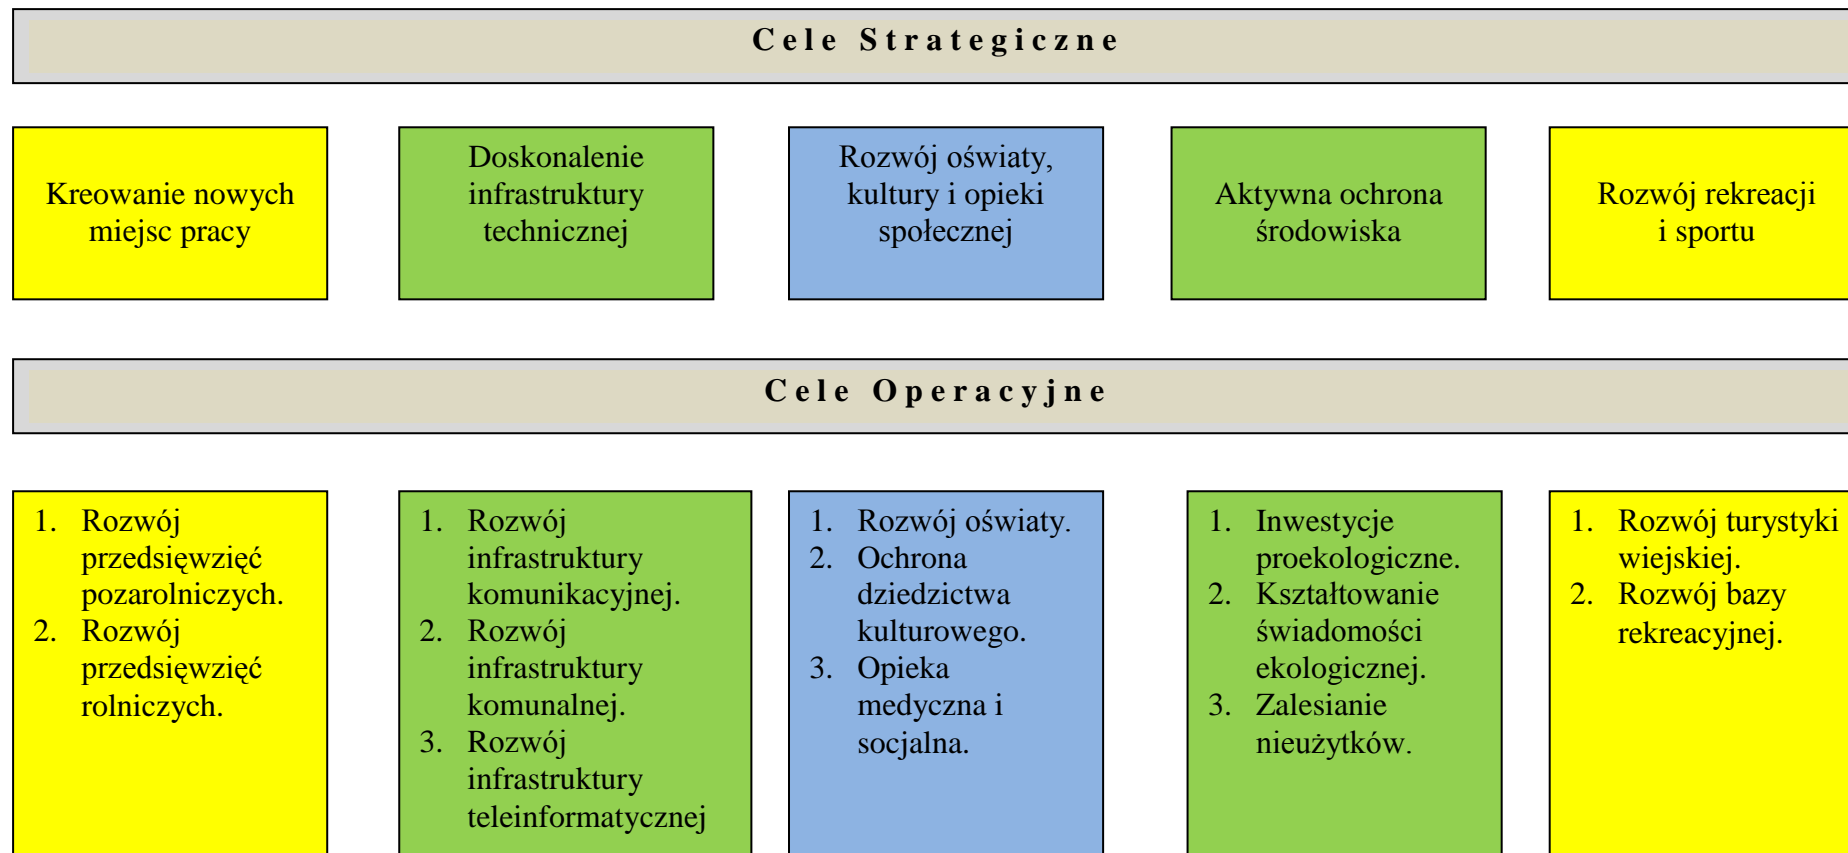 Cele Strategiczne
Kreowanie nowych
miejsc pracy
Doskonalenie
infrastruktury
technicznej
Rozwój oświaty,
kultury i opieki
społecznej
Aktywna ochrona
środowiska
Rozwój rekreacji
i sportu
Cele Operacyjne
1. Rozwój
przedsięwzięć
pozarolniczych.
2. Rozwój
przedsięwzięć
rolniczych.
1. Rozwój
infrastruktury
komunikacyjnej.
2. Rozwój
infrastruktury
komunalnej.
3. Rozwój
infrastruktury
teleinformatycznej
1. Rozwój oświaty.
2. Ochrona
dziedzictwa
kulturowego.
3. Opieka
medyczna i
socjalna.
1. Inwestycje
proekologiczne.
2. Kształtowanie
świadomości
ekologicznej.
3. Zalesianie
nieużytków.
1. Rozwój turystyki
wiejskiej.
2. Rozwój bazy
rekreacyjnej.